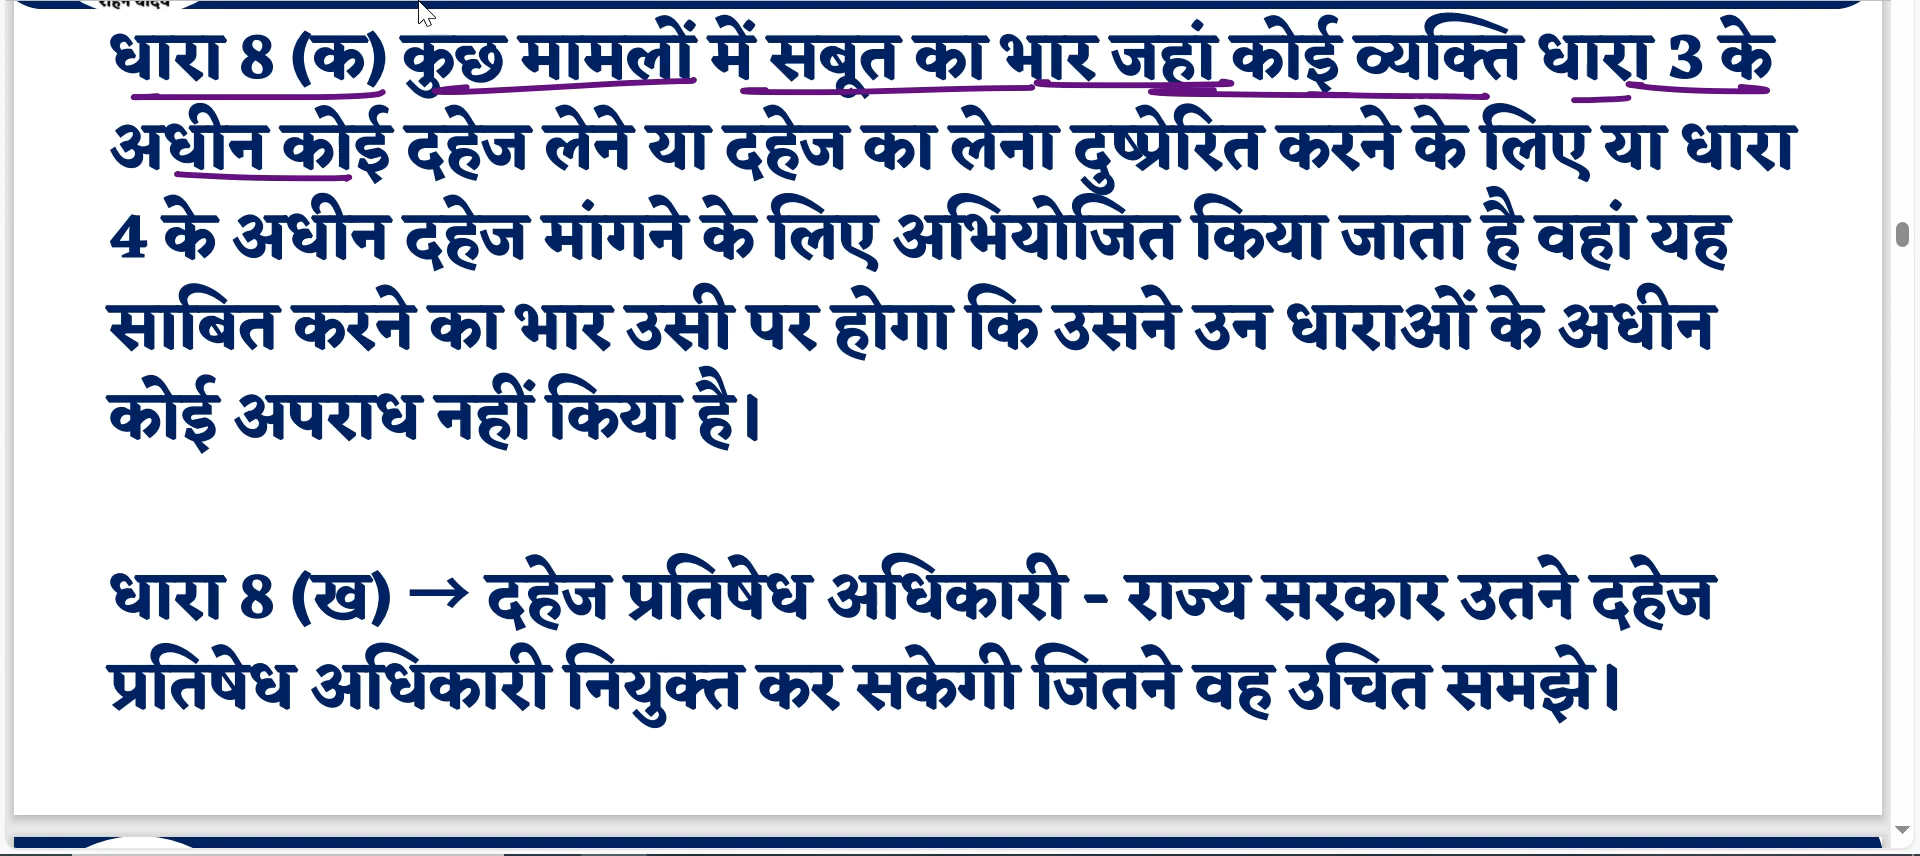 धारा 8 (क) कुछ मामलों में सबूत का भार जहां कोई व्यक्ति धारा 3 के
अधीन कोई दहेज लेने या दहेज का लेना दुष्प्रेरित करने के लिए या धारा
4 के अधीन दहेज मांगने के लिए अभियोजित किया जाता है वहां यह
साबित करने का भार उसी पर होगा कि उसने उन धाराओं के अधीन
कोई अपराध नहीं किया है।
धारा 8 (ख) → दहेज प्रतिषेध अधिकारी - राज्य सरकार उतने दहेज
प्रतिषेध अधिकारी नियुक्त कर सकेगी जितने वह उचित समझे।